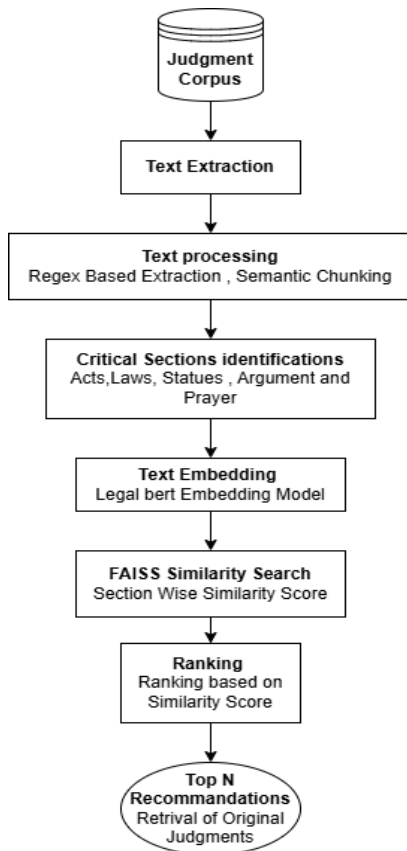 Judgment
Corpus
Text Extraction
Text processing
Regex Based Extraction , Semantic Chunking
Critical Sections identifications
Acts,Laws, Statues , Argument and
Prayer
Text Embedding
Legal bert Embedding Model
FAISS Similarity Search
Section Wise Similarity Score
Ranking
Ranking based on
Similarity Score
Top N
Recommandations
Retrival of Original
Judgments